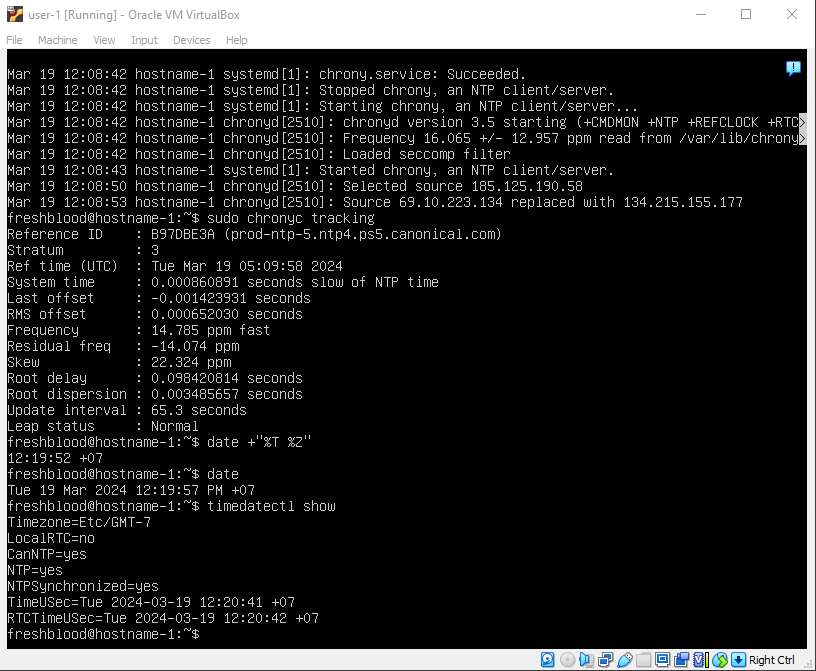 user-1 [Running] - Oracle VM VirtualBox
File Machine View Input Devices Help
Mar 19 12:08:42 hostname-1 systemd[1]: chrony.service: Succeeded.
Mar 19 12:08:42 hostname-1 systemd[1]: Stopped chrony, an NTP client/server.
Mar 19 12:08:42 hostname-1 systemd[1]: Starting chrony, an NTP client/server...
Mar 19 12:08:42 hostname-1 chronyd[2510]: chronyd version 3.5 starting (+CMDMON +NTP +REFCLOCK +RTC>
Mar 19 12:08:42 hostname-1 chronyd[2510]: Frequency 16.065 +/- 12.957 ppm read from /var/lib/chrony>
Mar 19 12:08:42 hostname-1 chronyd[2510]: Loaded seccomp filter
Mar 19 12:08:43 hostname-1 systemd[1]: Started chrony, an NTP client/server.
Mar 19 12:08:50 hostname-1 chronyd[2510]: Selected source 185.125.190.58
Mar 19 12:08:53 hostname-1 chronyd[2510]: Source 69.10.223.134 replaced with 134.215.155.177
freshblood@hostname-1:~$ sudo chronyc tracking
Reference ID    : B97DBE3A (prod-ntp-5.ntp4.ps5.canonical.com)
Stratum         : 3
Ref time (UTC)  : Tue Mar 19 05:09:58 2024
System time     : 0.000860891 seconds slow of NTP time
Last offset     : -0.001423931 seconds
RMS offset      : 0.000652030 seconds
Frequency       : 14.785 ppm fast
Residual freq   : -14.074 ppm
Skew            : 22.324 ppm
Root delay      : 0.098420814 seconds
Root dispersion : 0.003485657 seconds
Update interval : 65.3 seconds
Leap status     : Normal
freshblood@hostname-1:~$ date +"%T %Z"
12:19:52 +07
freshblood@hostname-1:~$ date
Tue 19 Mar 2024 12:19:57 PM +07
freshblood@hostname-1:~$ timedatectl show
Timezone=Etc/GMT-7
LocalRTC=no
CanNTP=yes
NTP=yes
NTPSynchronized=yes
TimeUSec=Tue 2024-03-19 12:20:41 +07
RTCTimeUSec=Tue 2024-03-19 12:20:42 +07
freshblood@hostname-1:~$
Right Ctrl